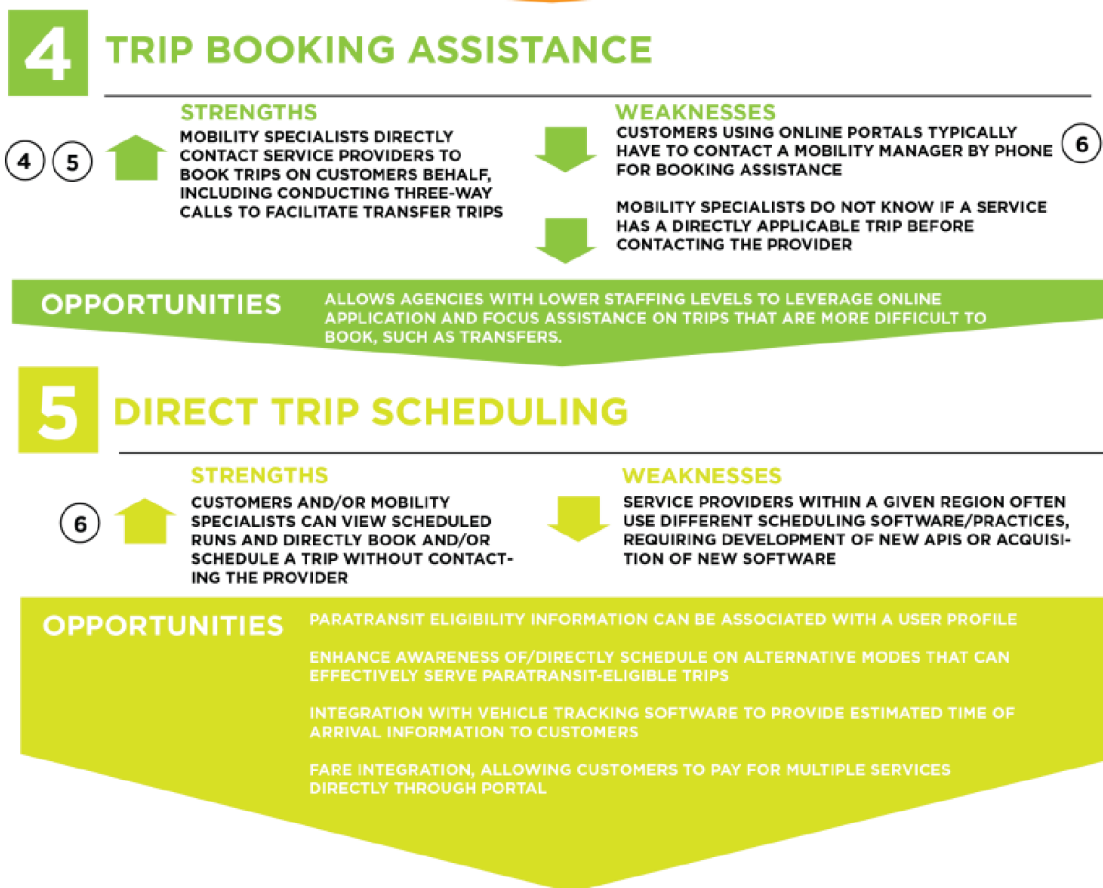 4 TRIP BOOKING ASSISTANCE
STRENGTHS
4 5
MOBILITY SPECIALISTS DIRECTLY
CONTACT SERVICE PROVIDERS TO
BOOK TRIPS ON CUSTOMERS BEHALF,
INCLUDING CONDUCTING THREE-WAY
CALLS TO FACILITATE TRANSFER TRIPS
WEAKNESSES
CUSTOMERS USING ONLINE PORTALS TYPICALLY
HAVE TO CONTACT A MOBILITY MANAGER BY PHONE
FOR BOOKING ASSISTANCE
6
MOBILITY SPECIALISTS DO NOT KNOW IF A SERVICE
HAS A DIRECTLY APPLICABLE TRIP BEFORE
CONTACTING THE PROVIDER
OPPORTUNITIES
ALLOWS AGENCIES WITH LOWER STAFFING LEVELS TO LEVERAGE ONLINE
APPLICATION AND FOCUS ASSISTANCE ON TRIPS THAT ARE MORE DIFFICULT TO
BOOK, SUCH AS TRANSFERS.
5 DIRECT TRIP SCHEDULING
STRENGTHS
6
CUSTOMERS AND/OR MOBILITY
SPECIALISTS CAN VIEW SCHEDULED
RUNS AND DIRECTLY BOOK AND/OR
SCHEDULE A TRIP WITHOUT CONTACT-
ING THE PROVIDER
WEAKNESSES
SERVICE PROVIDERS WITHIN A GIVEN REGION OFTEN
USE DIFFERENT SCHEDULING SOFTWARE/PRACTICES,
REQUIRING DEVELOPMENT OF NEW APIS OR ACQUISI-
TION OF NEW SOFTWARE
OPPORTUNITIES
PARATRANSIT ELIGIBILITY INFORMATION CAN BE ASSOCIATED WITH A USER PROFILE
ENHANCE AWARENESS OF/DIRECTLY SCHEDULE ON ALTERNATIVE MODES THAT CAN
EFFECTIVELY SERVE PARATRANSIT-ELIGIBLE TRIPS
INTEGRATION WITH VEHICLE TRACKING SOFTWARE TO PROVIDE ESTIMATED TIME OF
ARRIVAL INFORMATION TO CUSTOMERS
FARE INTEGRATION, ALLOWING CUSTOMERS TO PAY FOR MULTIPLE SERVICES
DIRECTLY THROUGH PORTAL